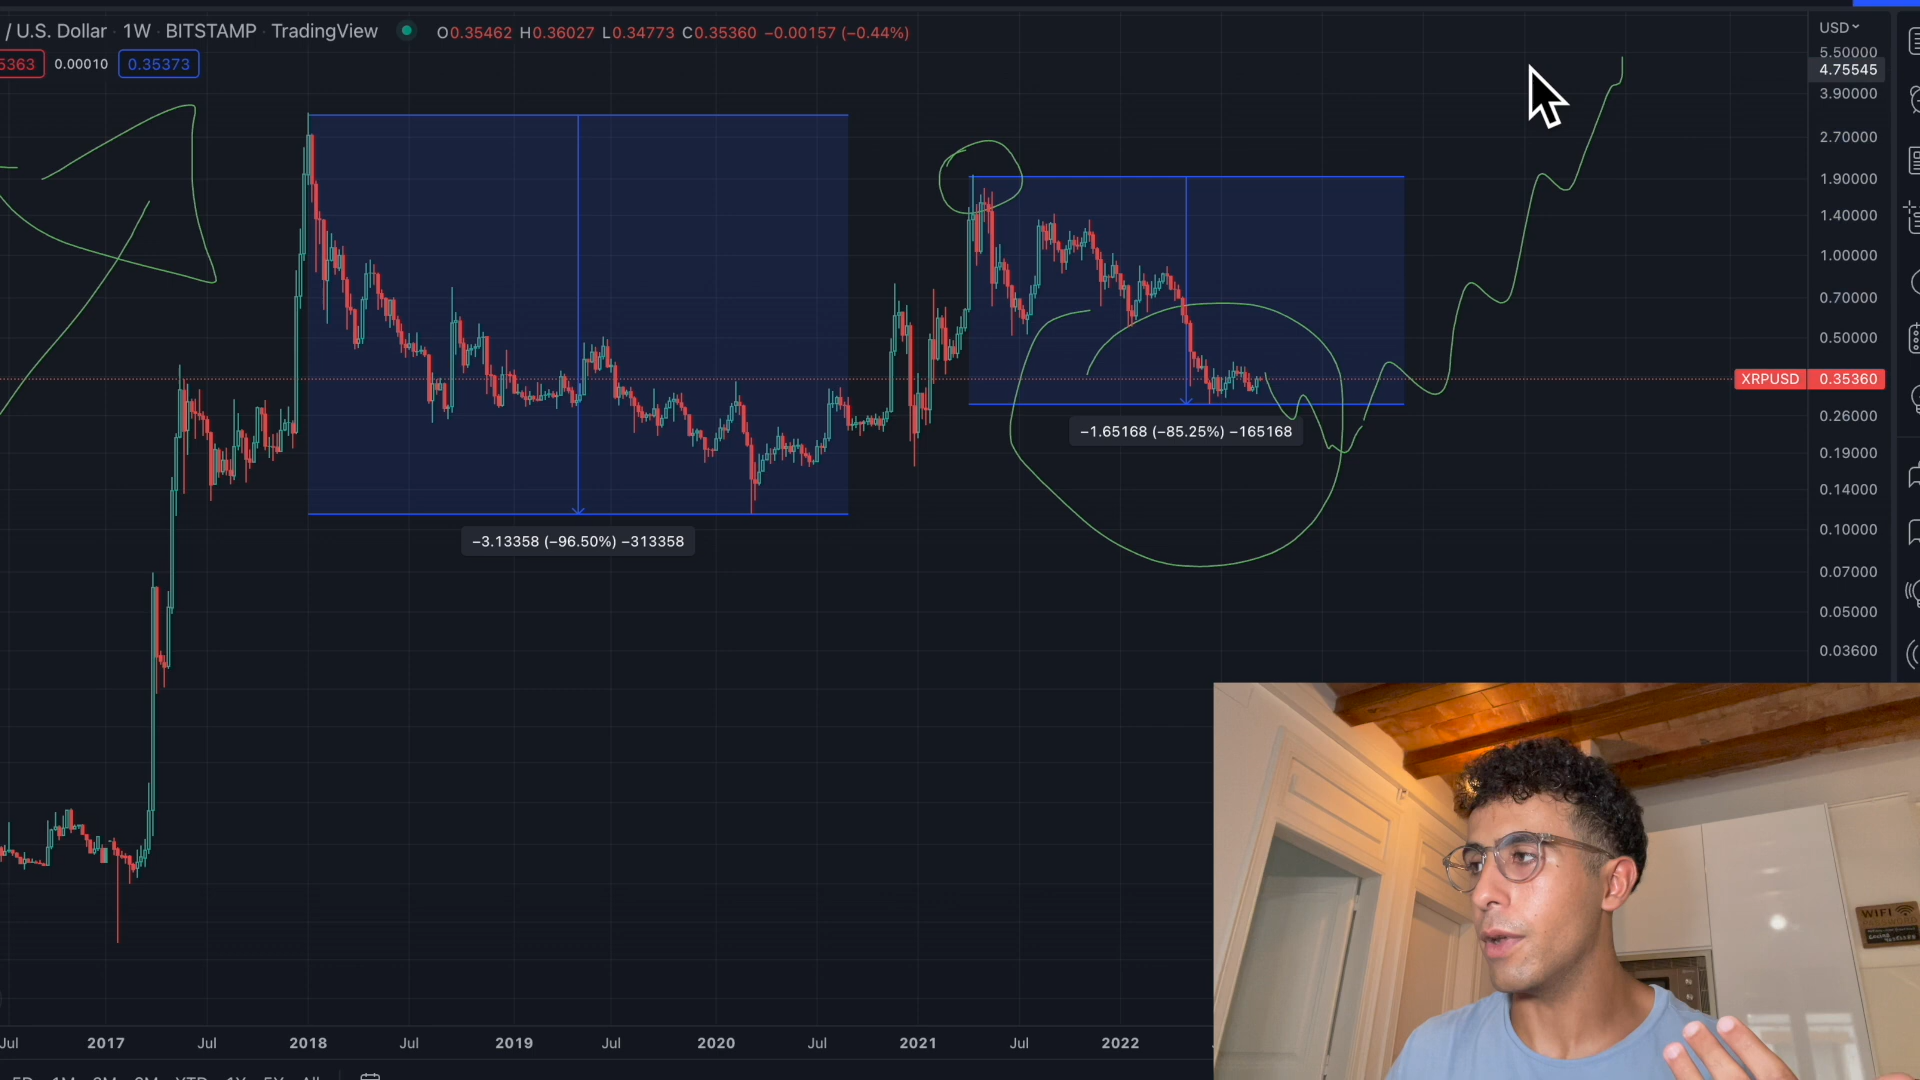 / U.S. Dollar · 1W · BITSTAMP · TradingView O0.35462 H0.36027 L0.34773 C0.35360 −0.00157 (−0.44%)
5363 0.00010 0.35373
USD
5.50000
4.75545
3.90000
2.70000
1.90000
1.40000
1.00000
0.70000
0.50000
XRPUSD 0.35360
0.26000
0.19000
0.14000
0.10000
0.07000
0.05000
0.03600
−1.65168 (−85.25%) −165168
−3.13358 (−96.50%) −313358
WIFI
Jul 2017 Jul 2018 Jul 2019 Jul 2020 Jul 2021 Jul 2022